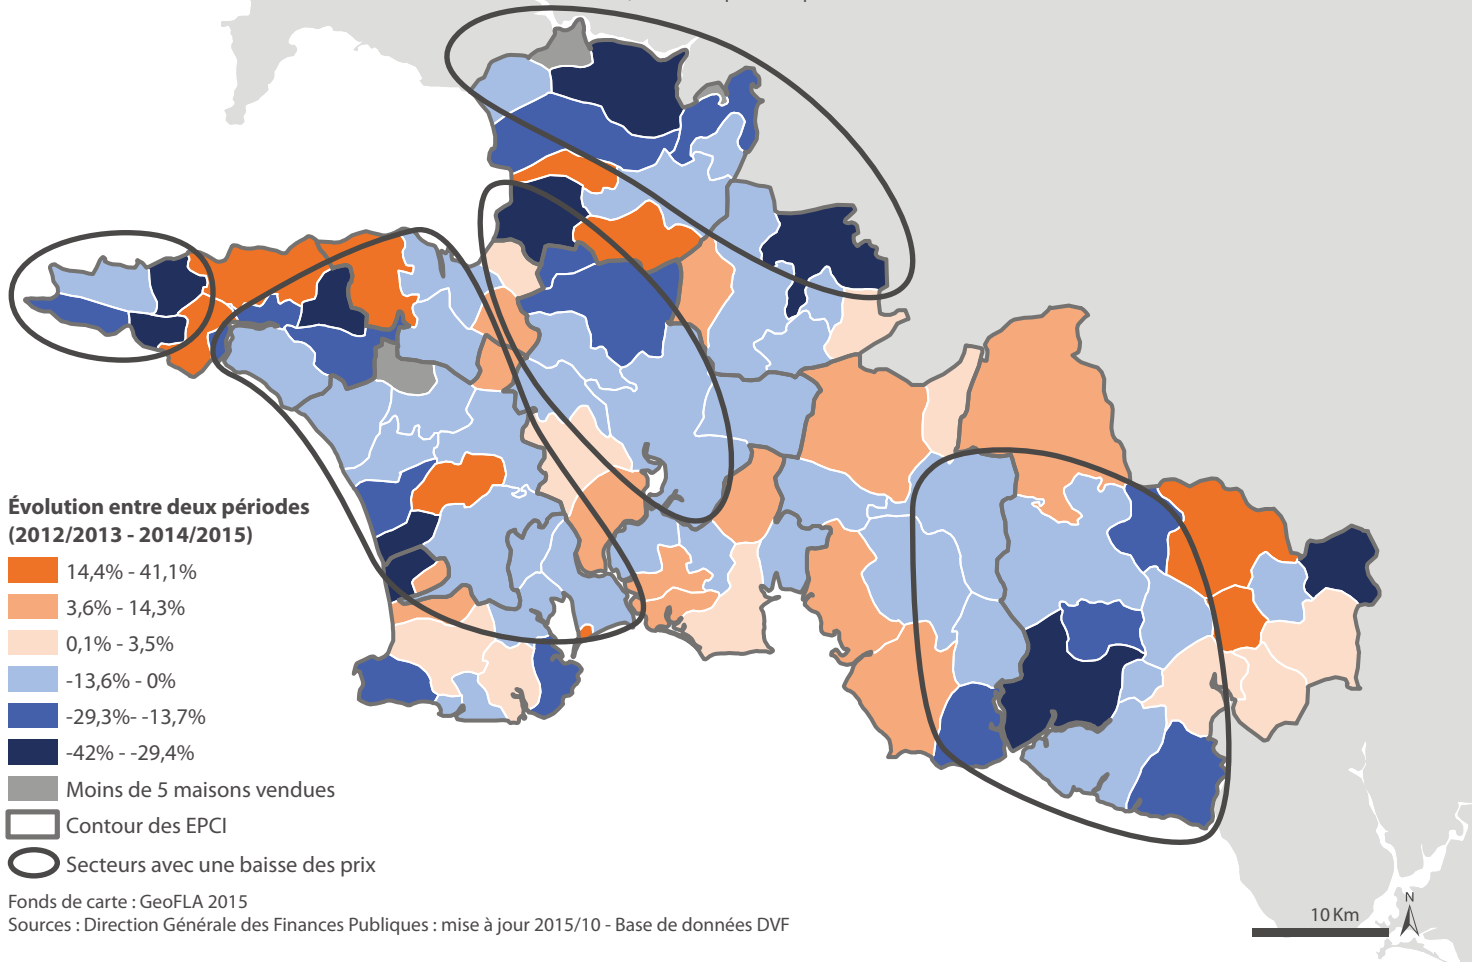 Évolution entre deux périodes
(2012/2013 - 2014/2015)
14,4% - 41,1%
3,6% - 14,3%
0,1% - 3,5%
-13,6% - 0%
-29,3%- -13,7%
-42% - -29,4%
Moins de 5 maisons vendues
Contour des EPCI
Secteurs avec une baisse des prix
Fonds de carte : GeoFLA 2015
Sources : Direction Générale des Finances Publiques : mise à jour 2015/10 - Base de données DVF
10 Km
N